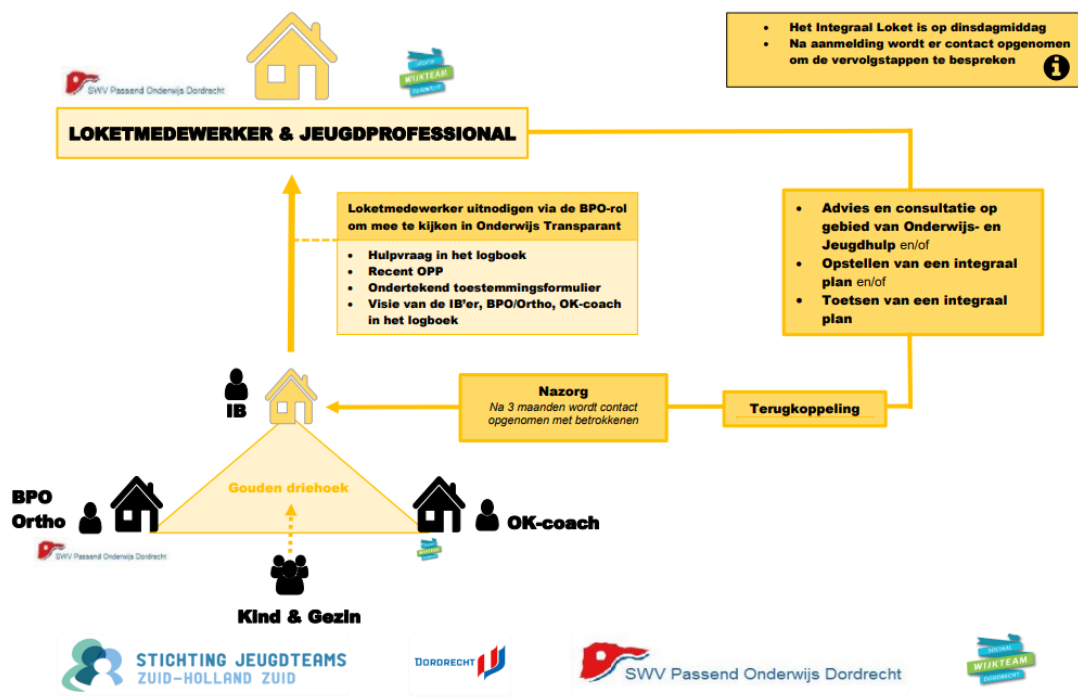 • Het Integraal Loket is op dinsdagmiddag
• Na aanmelding wordt er contact opgenomen
om de vervolgstappen te bespreken
SWV Passend Onderwijs Dordrecht
SOCIAAL
WIJKTEAM
DORDRECHT
LOKETMEDEWERKER & JEUGDPROFESSIONAL
Loketmedewerker uitnodigen via de BPO-rol
om mee te kijken in Onderwijs Transparant
• Hulpvraag in het logboek
• Recent OPP
• Ondertekend toestemmingsformulier
• Visie van de IB'er, BPO/Ortho, OK-coach
in het logboek
• Advies en consultatie op
gebied van Onderwijs- en
Jeugdhulp en/of
• Opstellen van een integraal
plan en/of
• Toetsen van een integraal
plan
IB
Nazorg
Na 3 maanden wordt contact
opgenomen met betrokkenen
Terugkoppeling
Gouden driehoek
BPO
Ortho
OK-coach
SWV Passend Onderwijs Dordrecht
WIJKTEAM
Kind & Gezin
STICHTING JEUGDTEAMS
ZUID-HOLLAND ZUID
DORDRECHT
SWV Passend Onderwijs Dordrecht
SOCIAAL
WIJKTEAM
DORDRECHT